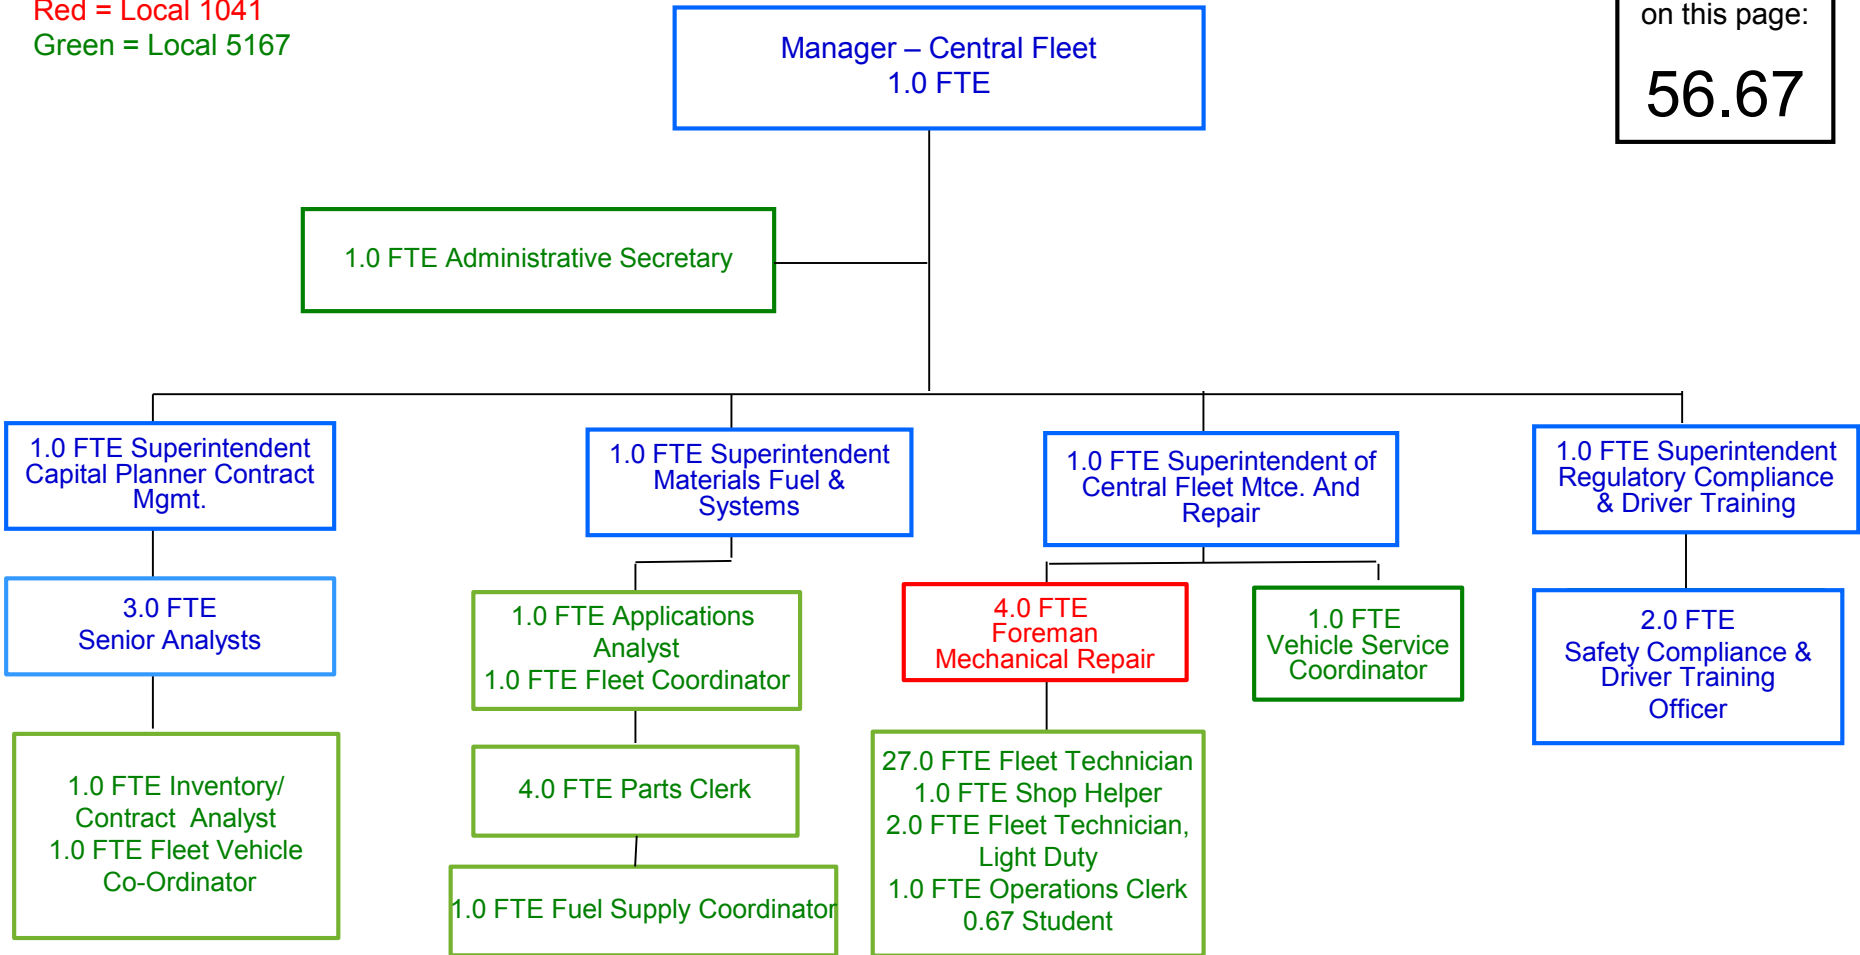 Red = Local 1041
Green = Local 5167
on this page:
56.67
Manager – Central Fleet
1.0 FTE
1.0 FTE Administrative Secretary
1.0 FTE Superintendent
Capital Planner Contract
Mgmt.
1.0 FTE Superintendent
Materials Fuel &
Systems
1.0 FTE Superintendent of
Central Fleet Mtce. And
Repair
1.0 FTE Superintendent
Regulatory Compliance
& Driver Training
3.0 FTE
Senior Analysts
1.0 FTE Applications
Analyst
1.0 FTE Fleet Coordinator
4.0 FTE
Foreman
Mechanical Repair
1.0 FTE
Vehicle Service
Coordinator
2.0 FTE
Safety Compliance &
Driver Training
Officer
1.0 FTE Inventory/
Contract  Analyst
1.0 FTE Fleet Vehicle
Co-Ordinator
4.0 FTE Parts Clerk
1.0 FTE Fuel Supply Coordinator
27.0 FTE Fleet Technician
1.0 FTE Shop Helper
2.0 FTE Fleet Technician,
Light Duty
1.0 FTE Operations Clerk
0.67 Student